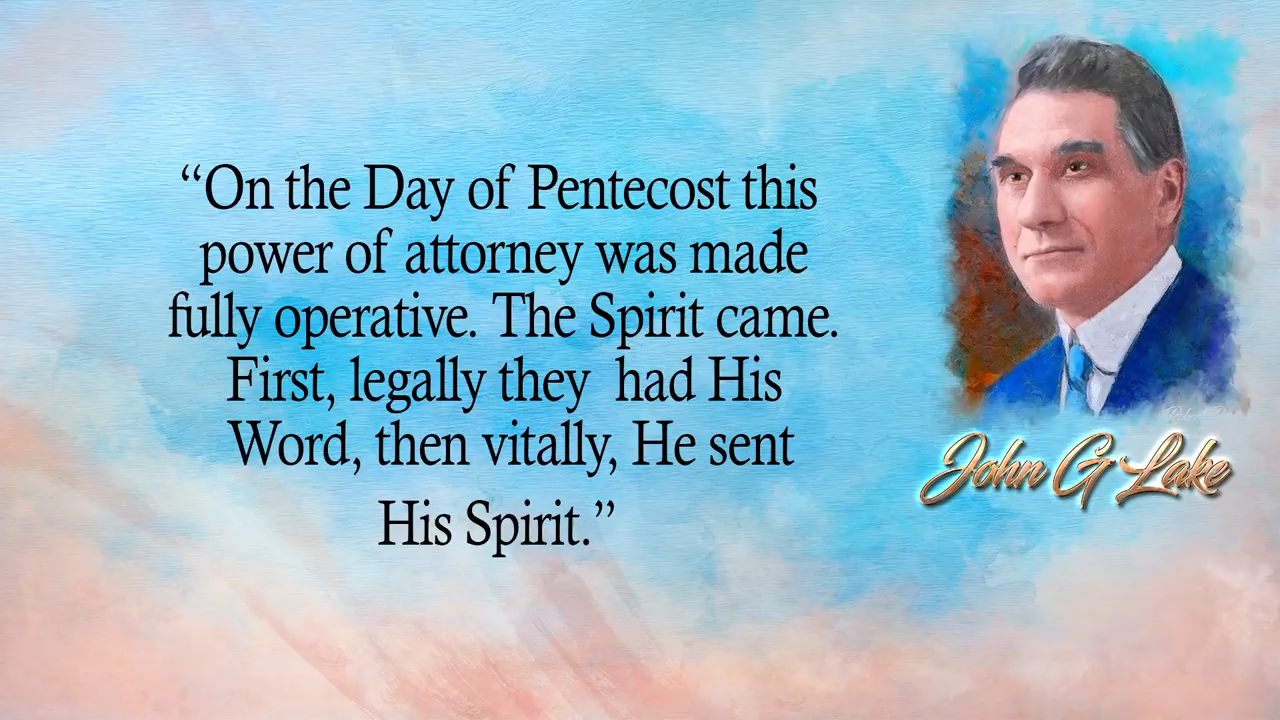 “On the Day of Pentecost this
power of attorney was made
fully operative. The Spirit came.
First, legally they  had His
Word, then vitally, He sent
His Spirit.”
John G Lake